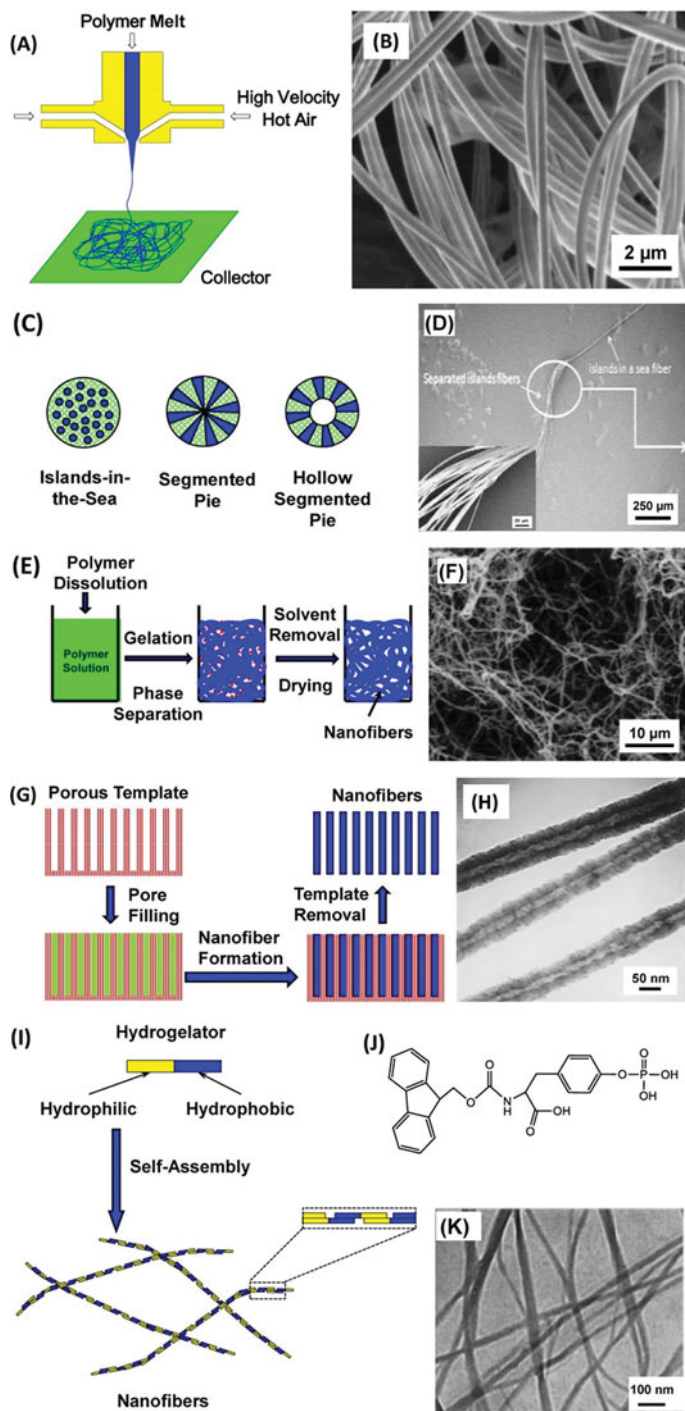 (A)
Polymer Melt
High Velocity
Hot Air
Collector
(B)
2 µm
(C)
Islands-in-
the-Sea
Segmented
Pie
Hollow
Segmented
Pie
(D)
islands in a sea fiber
Separated islands fibers
250 µm
(E)
Polymer
Dissolution
Polymer
Solution
Gelation
Phase
Separation
Solvent
Removal
Drying
Nanofibers
(F)
10 µm
(G)
Porous Template
Pore
Filling
Nanofiber
Formation
Template
Removal
Nanofibers
(H)
50 nm
(I)
Hydrogelator
Hydrophilic
Hydrophobic
Self-Assembly
Nanofibers
(J)
O
O
N
H
O
OH
O
O
P
OH
OH
(K)
100 nm